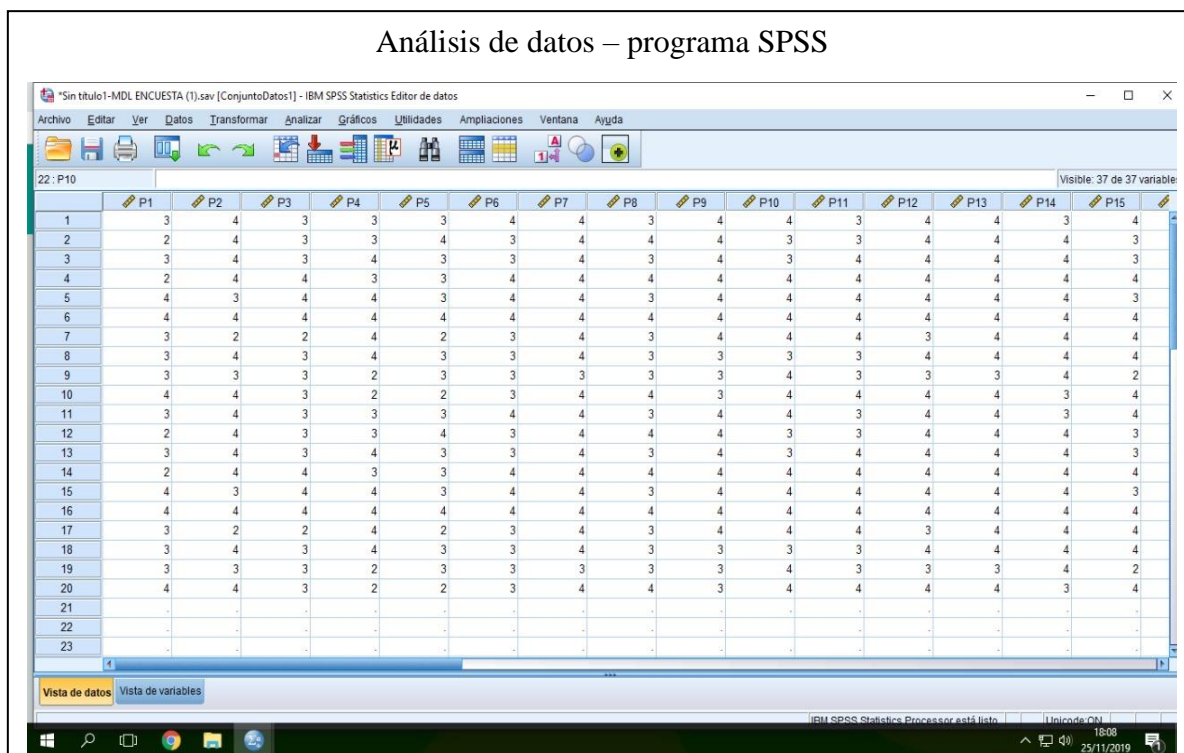 Análisis de datos – programa SPSS
*Sin título1-MDL ENCUESTA (1).sav [ConjuntoDatos1] - IBM SPSS Statistics Editor de datos
Archivo Editar Ver Datos Transformar Analizar Gráficos Utilidades Ampliaciones Ventana Ayuda
22 : P10 Visible: 37 de 37 variables
P1 P2 P3 P4 P5 P6 P7 P8 P9 P10 P11 P12 P13 P14 P15
1 3 4 3 3 3 4 4 3 4 4 3 4 4 3 4
2 2 4 3 3 4 3 4 4 4 3 3 4 4 4 3
3 3 4 3 4 3 3 4 3 4 3 4 4 4 4 3
4 2 4 4 3 3 4 4 4 4 4 4 4 4 4 4
5 4 3 4 4 3 4 4 3 4 4 4 4 4 4 3
6 4 4 4 4 4 4 4 4 4 4 4 4 4 4 4
7 3 2 2 4 2 3 4 3 4 4 4 3 4 4 4
8 3 4 3 4 3 3 4 3 3 3 3 4 4 4 4
9 3 3 3 2 3 3 3 3 3 4 3 3 3 4 2
10 4 4 3 2 2 3 4 4 3 4 4 4 4 3 4
11 3 4 3 3 3 4 4 3 4 4 3 4 4 3 4
12 2 4 3 3 4 3 4 4 4 3 3 4 4 4 3
13 3 4 3 4 3 3 4 3 4 3 4 4 4 4 3
14 2 4 4 3 3 4 4 4 4 4 4 4 4 4 4
15 4 3 4 4 3 4 4 3 4 4 4 4 4 4 3
16 4 4 4 4 4 4 4 4 4 4 4 4 4 4 4
17 3 2 2 4 2 3 4 3 4 4 4 3 4 4 4
18 3 4 3 4 3 3 4 3 3 3 3 4 4 4 4
19 3 3 3 2 3 3 3 3 3 4 3 3 3 4 2
20 4 4 3 2 2 3 4 4 3 4 4 4 4 3 4
21 . . . . . . . . . . . . . . .
22 . . . . . . . . . . . . . . .
23 . . . . . . . . . . . . . . .
Vista de datos Vista de variables
IBM SPSS Statistics Processor está listo Unicode:ON
18:08
25/11/2019